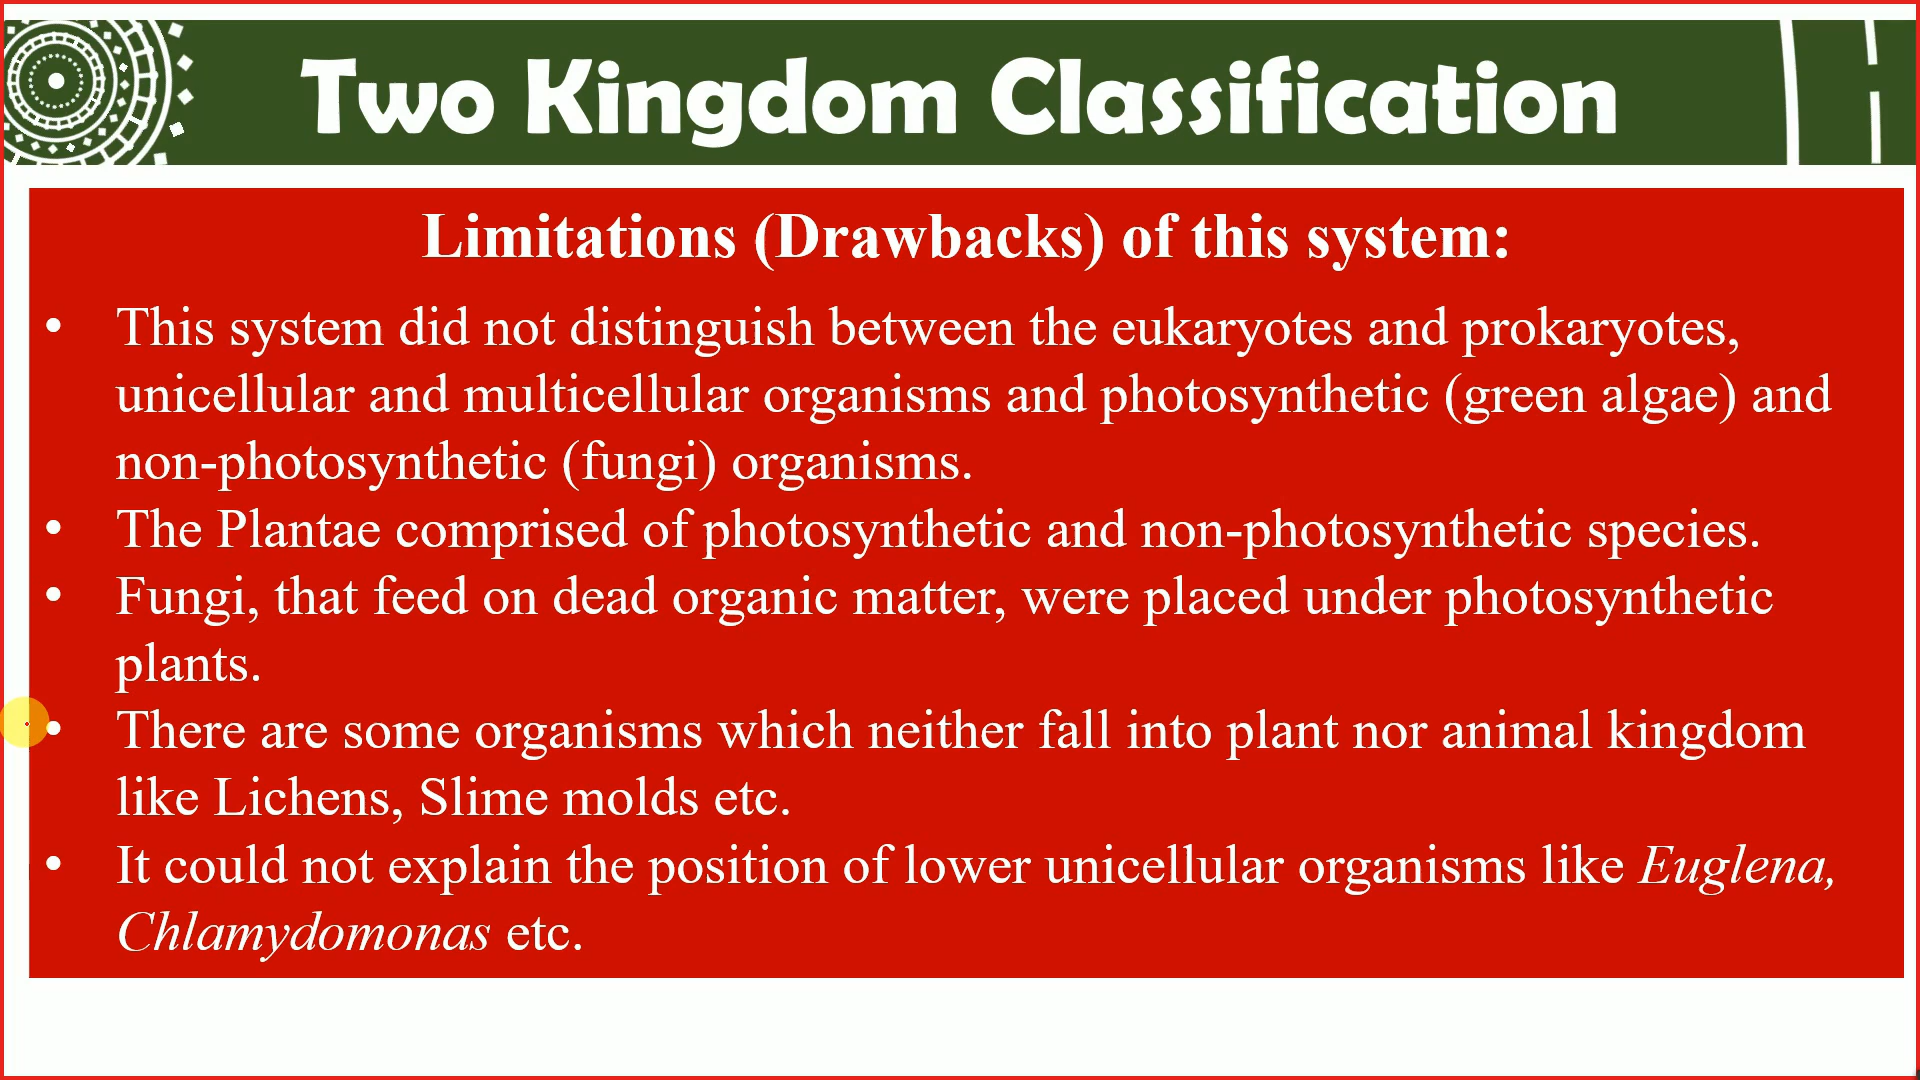 Two Kingdom Classification
Limitations (Drawbacks) of this system:
• This system did not distinguish between the eukaryotes and prokaryotes,
unicellular and multicellular organisms and photosynthetic (green algae) and
non-photosynthetic (fungi) organisms.
• The Plantae comprised of photosynthetic and non-photosynthetic species.
• Fungi, that feed on dead organic matter, were placed under photosynthetic
plants.
• There are some organisms which neither fall into plant nor animal kingdom
like Lichens, Slime molds etc.
• It could not explain the position of lower unicellular organisms like Euglena,
Chlamydomonas etc.